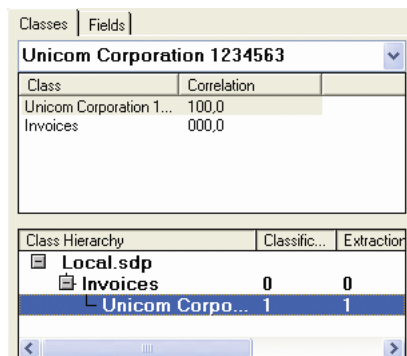 Classes Fields
Unicom Corporation 1234563
Class Correlation
Unicom Corporation 1... 100,0
Invoices 000,0
Class Hierarchy Classific... Extraction
Local.sdp
Invoices 0 0
Unicom Corpo... 1 1